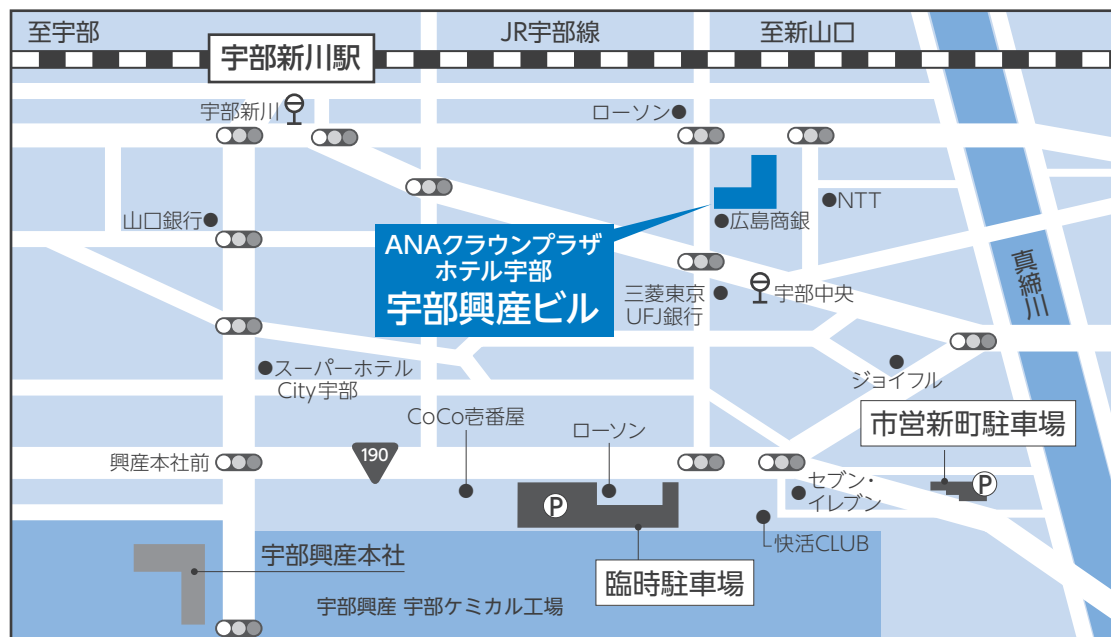 至宇部
JR宇部線
至新山口
宇部新川駅
宇部新川
ローソン
山口銀行
NTT
広島商銀
ANAクラウンプラザ
ホテル宇部
宇部興産ビル
三菱東京
UFJ銀行
宇部中央
真締川
スーパーホテル
City宇部
ジョイフル
CoCo壱番屋
ローソン
市営新町駐車場
興産本社前
190
セブン・
イレブン
P
P
快活CLUB
宇部興産本社
臨時駐車場
宇部興産 宇部ケミカル工場